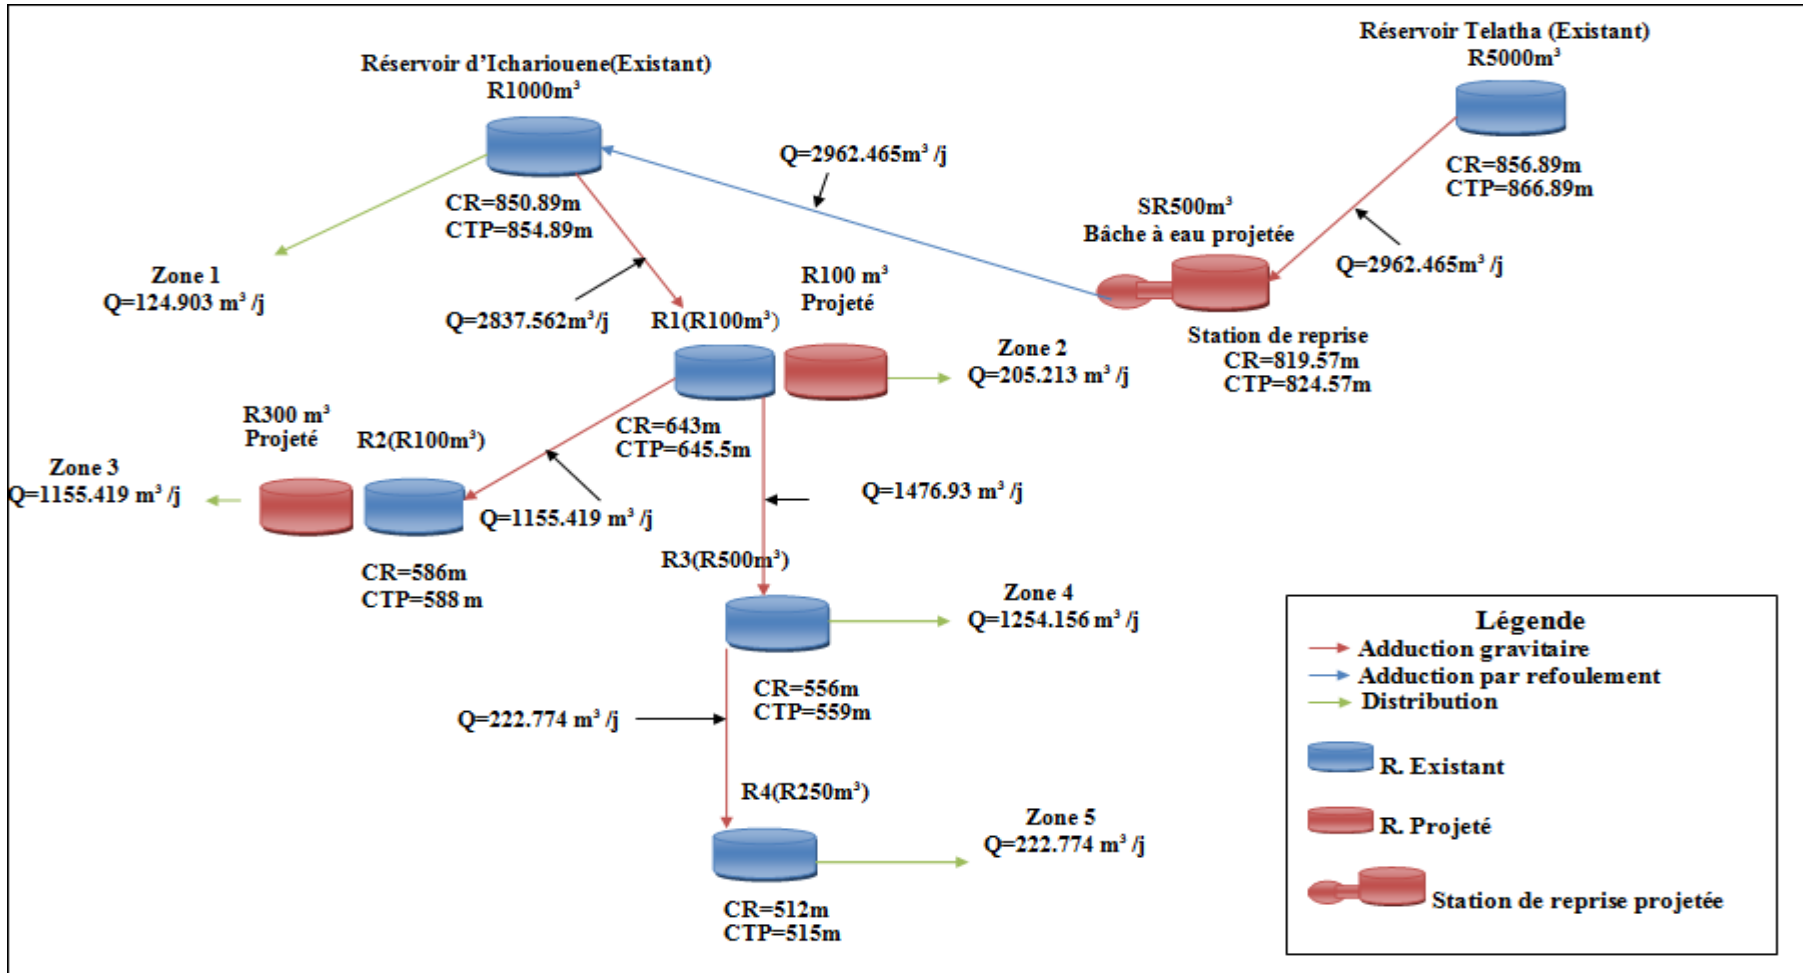 Réservoir Telatha (Existant)
R5000m³
Réservoir d’Ichariouene(Existant)
R1000m³
Q=2962.465m³ /j
CR=856.89m
CTP=866.89m
CR=850.89m
CTP=854.89m
SR500m³
Bâche à eau projetée
Q=2962.465m³ /j
Zone 1
Q=124.903 m³ /j
R100 m³
Projeté
Q=2837.562m³/j
R1(R100m³)
Station de reprise
CR=819.57m
CTP=824.57m
Zone 2
Q=205.213 m³ /j
R300 m³
Projeté
R2(R100m³)
CR=643m
CTP=645.5m
Zone 3
Q=1155.419 m³ /j
Q=1155.419 m³ /j
Q=1476.93 m³ /j
R3(R500m³)
CR=586m
CTP=588 m
Zone 4
Q=1254.156 m³ /j
CR=556m
CTP=559m
Q=222.774 m³ /j
R4(R250m³)
Zone 5
Q=222.774 m³ /j
CR=512m
CTP=515m
Légende
Adduction gravitaire
Adduction par refoulement
Distribution
R. Existant
R. Projeté
Station de reprise projetée